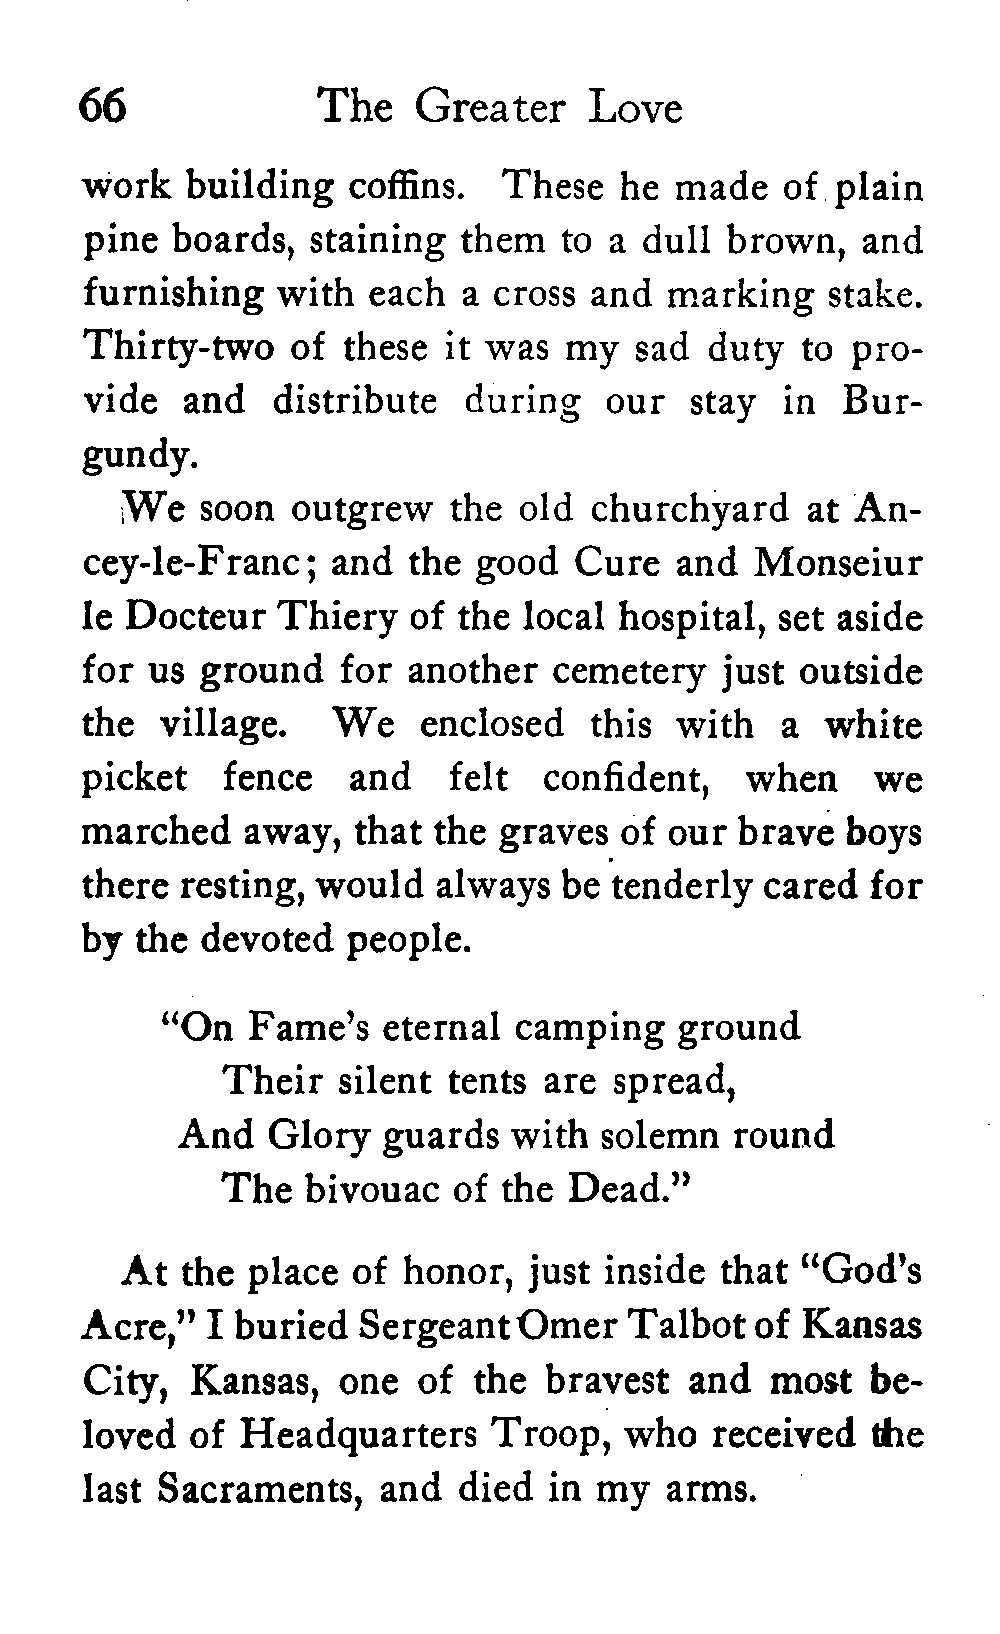 66 The Greater Love
work building coffins. These he made of plain
pine boards, staining them to a dull brown, and
furnishing with each a cross and marking stake.
Thirty-two of these it was my sad duty to pro-
vide and distribute during our stay in Bur-
gundy.
We soon outgrew the old churchyard at An-
cey-le-Franc; and the good Cure and Monseiur
le Docteur Thiery of the local hospital, set aside
for us ground for another cemetery just outside
the village. We enclosed this with a white
picket fence and felt confident, when we
marched away, that the graves of our brave boys
there resting, would always be tenderly cared for
by the devoted people.
"On Fame's eternal camping ground
Their silent tents are spread,
And Glory guards with solemn round
The bivouac of the Dead."
At the place of honor, just inside that "God's
Acre," I buried Sergeant Omer Talbot of Kansas
City, Kansas, one of the bravest and most be-
loved of Headquarters Troop, who received the
last Sacraments, and died in my arms.